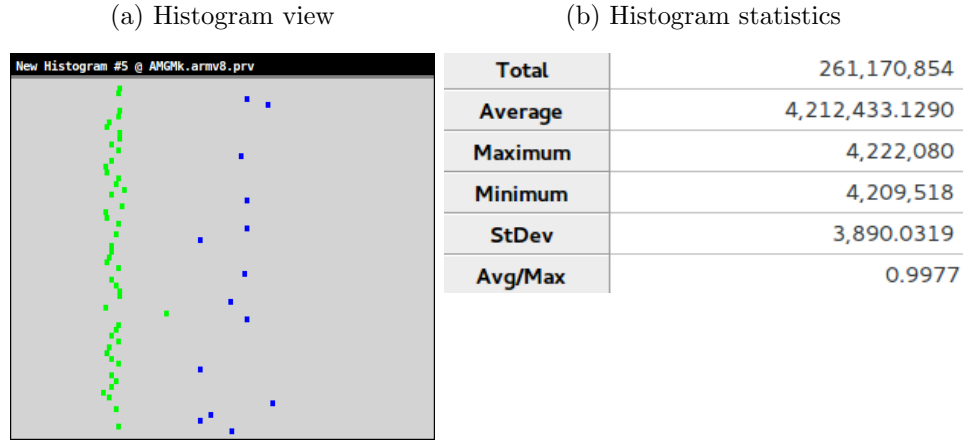 (a) Histogram view
(b) Histogram statistics
New Histogram #5 @ AMGMk.armv8.prv
Total 261,170,854
Average 4,212,433.1290
Maximum 4,222,080
Minimum 4,209,518
StDev 3,890.0319
Avg/Max 0.9977